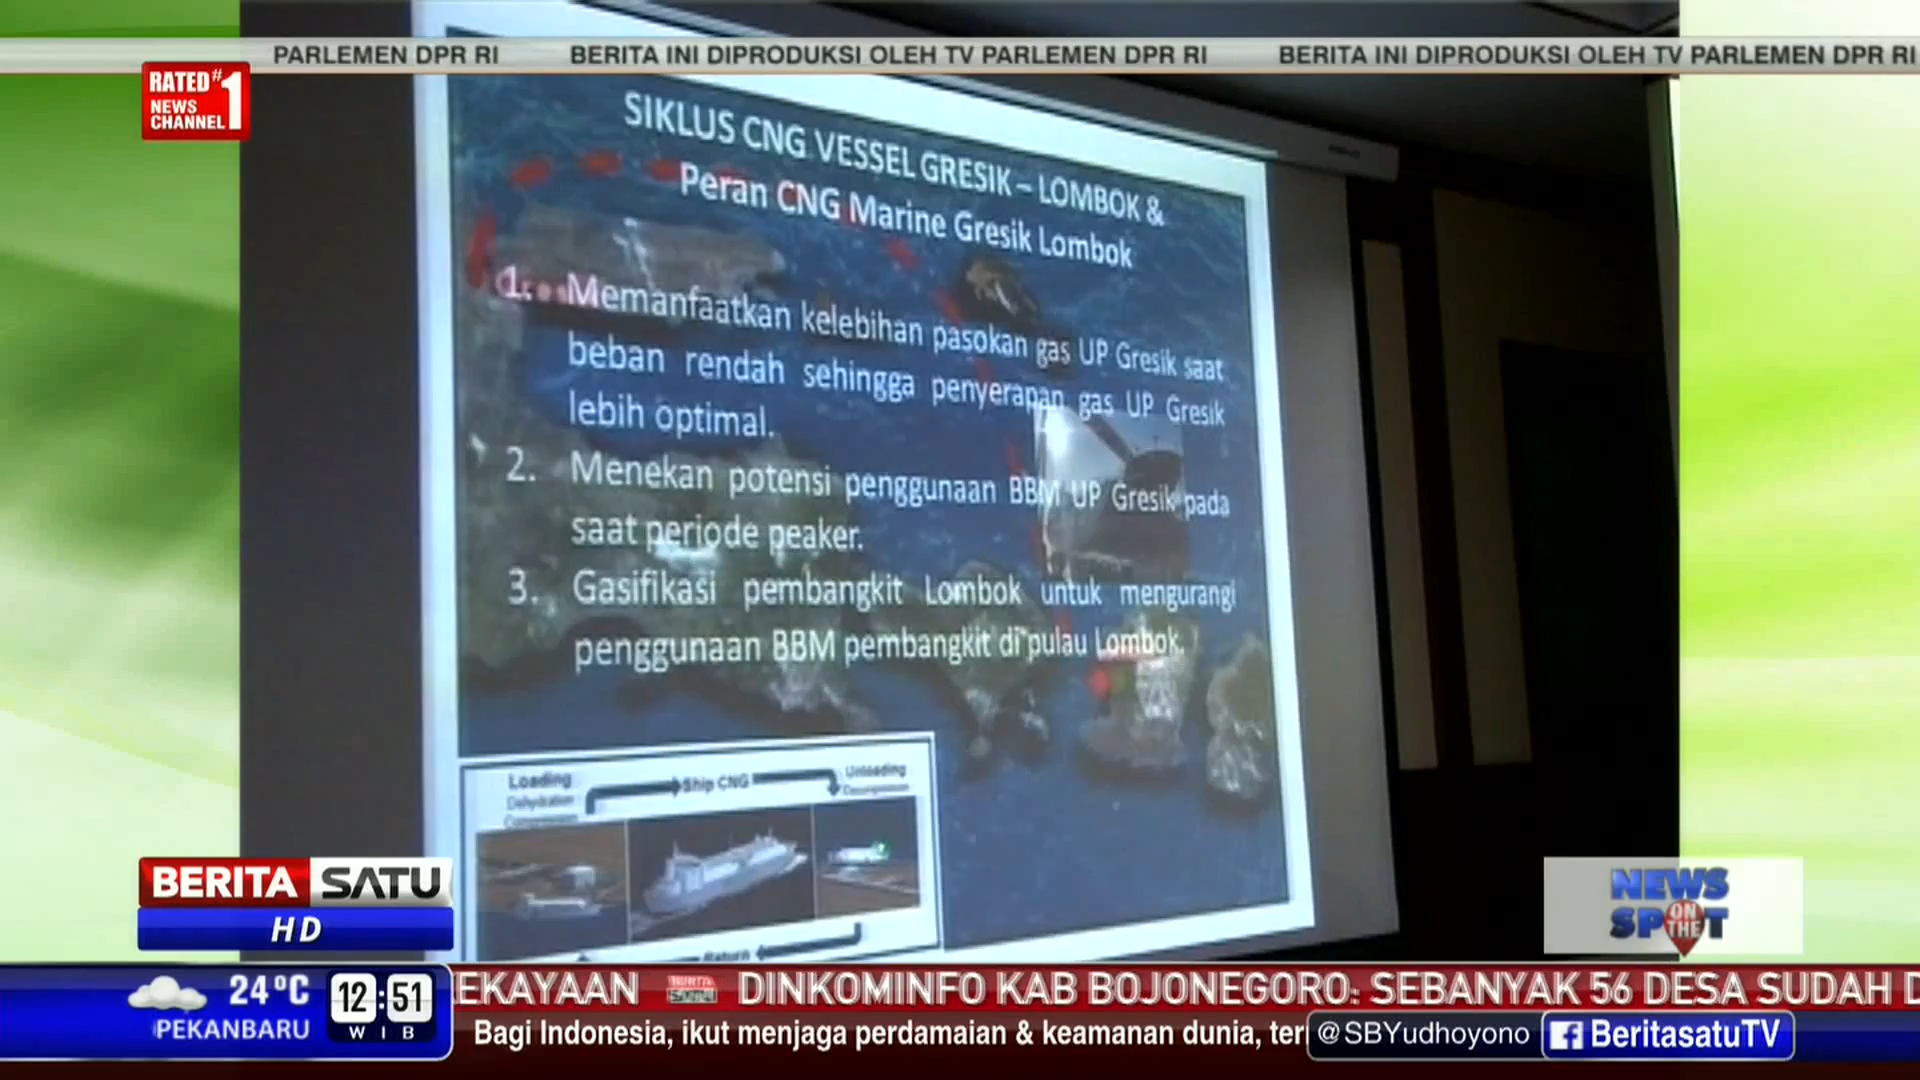 PARLEMEN DPR RI BERITA INI DIPRODUKSI OLEH TV PARLEMEN DPR RI BERITA INI DIPRODUKSI OLEH TV PARLEMEN DPR RI
RATED #1
NEWS
CHANNEL
SIKLUS CNG VESSEL GRESIK – LOMBOK &
Peran CNG Marine Gresik Lombok
1. Memanfaatkan kelebihan pasokan gas UP Gresik saat
beban rendah sehingga penyerapan gas UP Gresik
lebih optimal.
2. Menekan potensi penggunaan BBM UP Gresik pada
saat periode peaker.
3. Gasifikasi pembangkit Lombok untuk mengurangi
penggunaan BBM pembangkit di pulau Lombok.
Loading Ship CNG Unloading
Dehydration
Return
BERITA SATU
HD
NEWS
ON THE
SPOT
24°C
PEKANBARU
12:51
WIB
EKAYAAN BERITA SATU DINKOMINFO KAB BOJONEGORO: SEBANYAK 56 DESA SUDAH D
Bagi Indonesia, ikut menjaga perdamaian & keamanan dunia, ter
@SBYudhoyono
BeritasatuTV